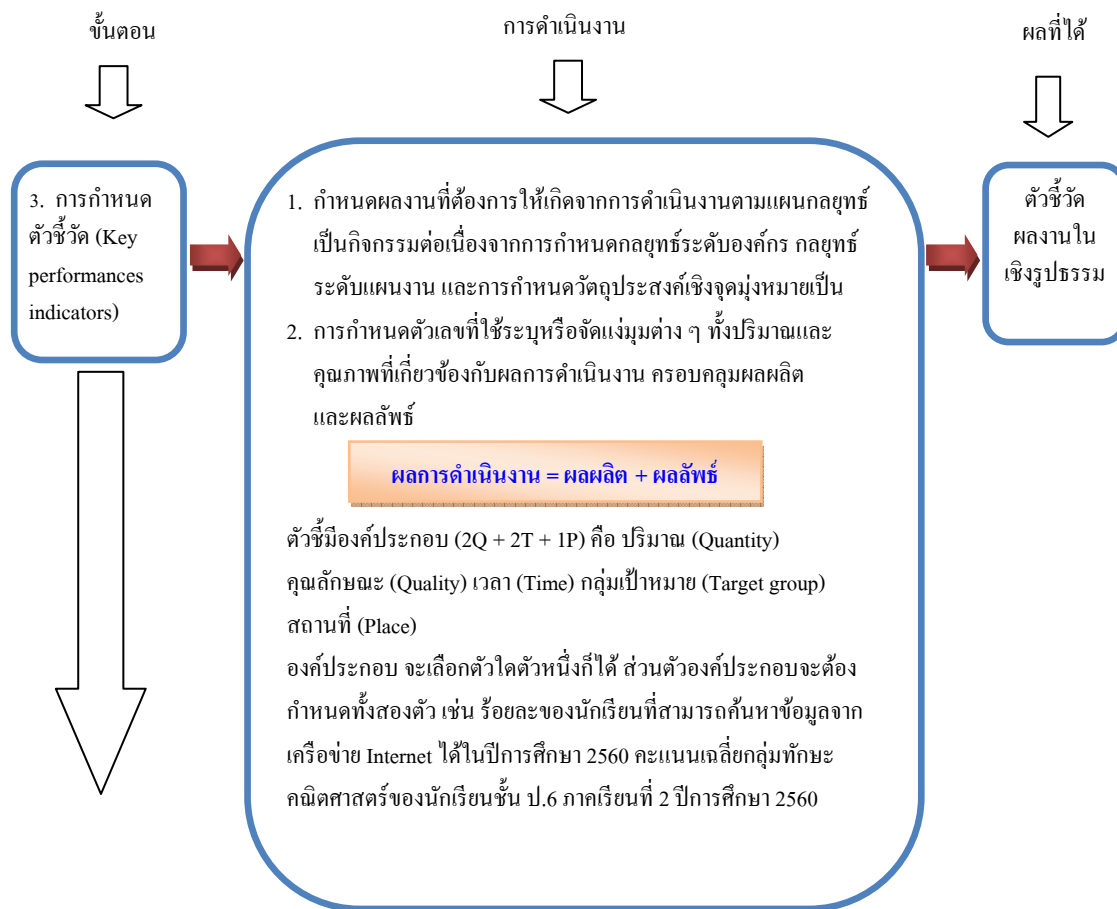 ขั้นตอน
การดำเนินงาน
ผลที่ได้
3. การกำหนด
ตัวชี้วัด (Key
performances
indicators)
1. กำหนดผลงานที่ต้องการให้เกิดจากการดำเนินงานตามแผนกลยุทธ์
เป็นกิจกรรมต่อเนื่องจากการกำหนดกลยุทธ์ระดับองค์กร กลยุทธ์
ระดับแผนงาน และการกำหนดวัตถุประสงค์เชิงจุดมุ่งหมายเป็น
2. การกำหนดตัวเลขที่ใช้ระบุหรือจัดแง่มุมต่าง ๆ ทั้งปริมาณและ
คุณภาพที่เกี่ยวข้องกับผลการดำเนินงาน ครอบคลุมผลผลิต
และผลลัพธ์
ผลการดำเนินงาน = ผลผลิต + ผลลัพธ์
ตัวชี้มีองค์ประกอบ (2Q + 2T + 1P) คือ ปริมาณ (Quantity)
คุณลักษณะ (Quality) เวลา (Time) กลุ่มเป้าหมาย (Target group)
สถานที่ (Place)
องค์ประกอบ จะเลือกตัวใดตัวหนึ่งก็ได้ ส่วนตัวองค์ประกอบจะต้อง
กำหนดทั้งสองตัว เช่น ร้อยละของนักเรียนที่สามารถค้นหาข้อมูลจาก
เครือข่าย Internet ได้ในปีการศึกษา 2560 คะแนนเฉลี่ยกลุ่มทักษะ
คณิตศาสตร์ของนักเรียนชั้น ป.6 ภาคเรียนที่ 2 ปีการศึกษา 2560
ตัวชี้วัด
ผลงานใน
เชิงรูปธรรม